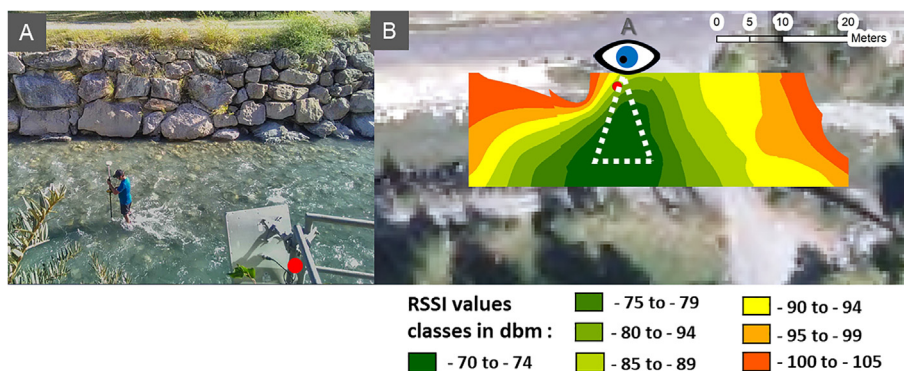 A
B
A
0 5 10 20
Meters
RSSI values
classes in dbm :
- 70 to - 74
- 75 to - 79
- 80 to - 94
- 85 to - 89
- 90 to - 94
- 95 to - 99
- 100 to - 105